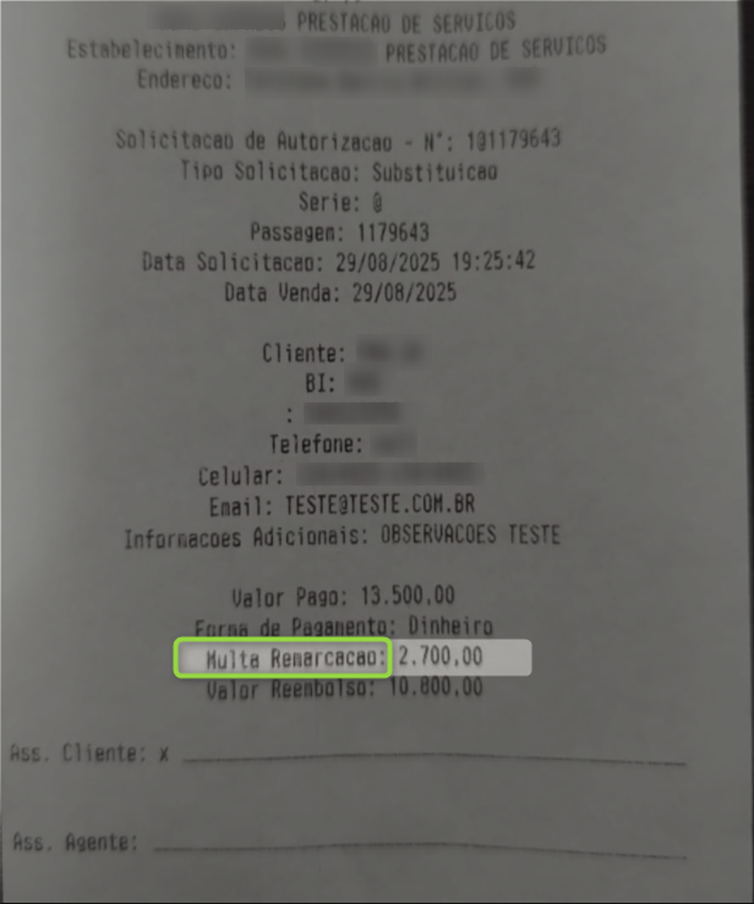 PRESTACAO DE SERVICOS
Estabelecimento: PRESTACAO DE SERVICOS
Endereco:
Solicitacao de Autorizacao - N°: 1@1179643
Tipo Solicitacao: Substituicao
Serie: @
Passagem: 1179643
Data Solicitacao: 29/08/2025 19:25:42
Data Venda: 29/08/2025
Cliente:
BI:
:
Telefone:
Celular:
Email: TESTE@TESTE.COM.BR
Informacoes Adicionais: OBSERVACOES TESTE
Valor Pago: 13.500,00
Forma de Pagamento: Dinheiro
Multa Remarcacao: 2.700,00
Valor Reembolso: 10.800,00
Ass. Cliente: x
Ass. Agente: